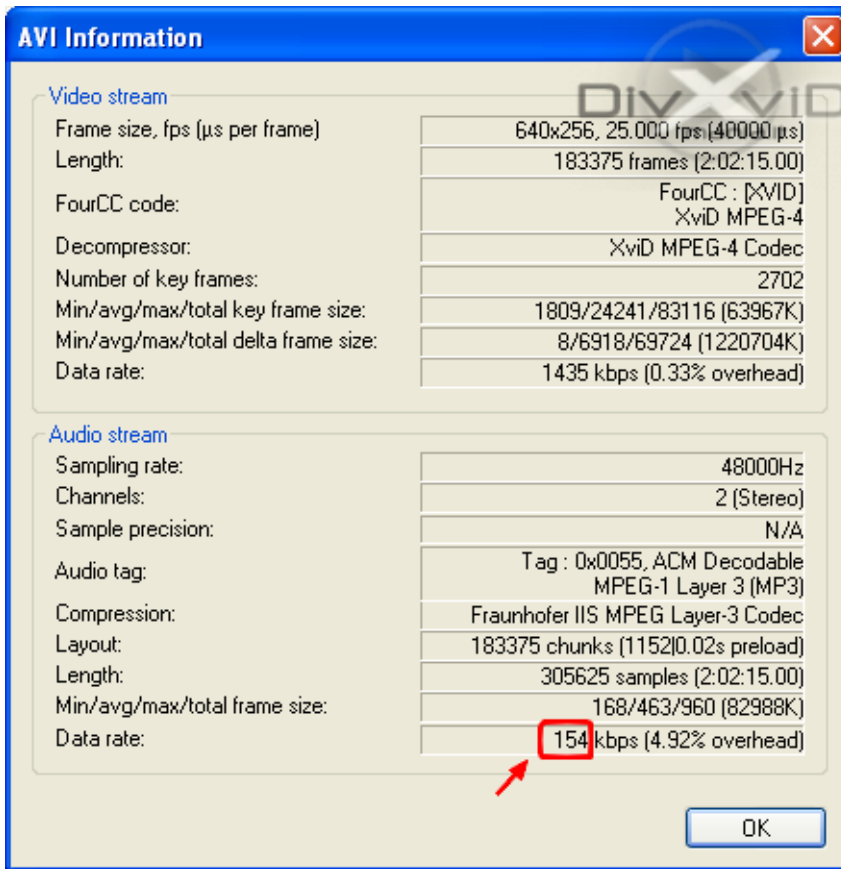 AVI Information
DivXviD
Video stream
Frame size, fps (µs per frame) 640x256, 25.000 fps (40000 µs)
Length: 183375 frames (2:02:15.00)
FourCC code: FourCC : [XVID]
XviD MPEG-4
Decompressor: XviD MPEG-4 Codec
Number of key frames: 2702
Min/avg/max/total key frame size: 1809/24241/83116 (63967K)
Min/avg/max/total delta frame size: 8/6918/69724 (1220704K)
Data rate: 1435 kbps (0.33% overhead)
Audio stream
Sampling rate: 48000Hz
Channels: 2 (Stereo)
Sample precision: N/A
Audio tag: Tag : 0x0055, ACM Decodable
MPEG-1 Layer 3 (MP3)
Compression: Fraunhofer IIS MPEG Layer-3 Codec
Layout: 183375 chunks (1152|0.02s preload)
Length: 305625 samples (2:02:15.00)
Min/avg/max/total frame size: 168/463/960 (82988K)
Data rate: 154 kbps (4.92% overhead)
OK